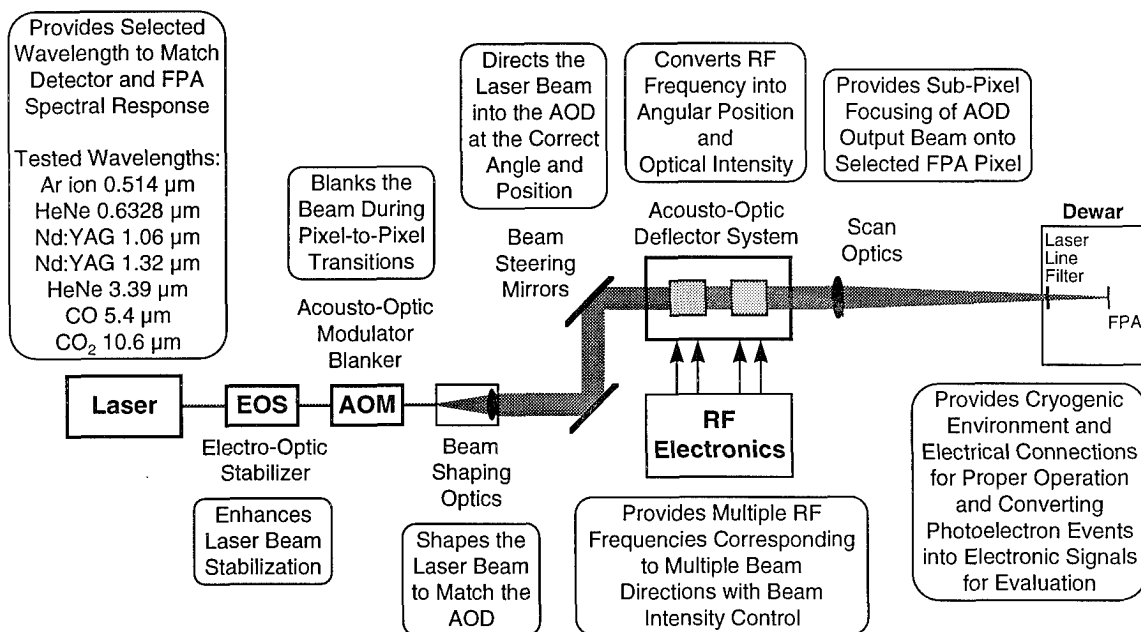 Provides Selected
Wavelength to Match
Detector and FPA
Spectral Response
Tested Wavelengths:
Ar ion 0.514 µm
HeNe 0.6328 µm
Nd:YAG 1.06 µm
Nd:YAG 1.32 µm
HeNe 3.39 µm
CO 5.4 µm
CO₂ 10.6 µm
Blanks the
Beam During
Pixel-to-Pixel
Transitions
Acousto-Optic
Modulator
Blanker
Directs the
Laser Beam
into the AOD
at the Correct
Angle and
Position
Beam
Steering
Mirrors
Converts RF
Frequency into
Angular Position
and
Optical Intensity
Acousto-Optic
Deflector System
Provides Sub-Pixel
Focusing of AOD
Output Beam onto
Selected FPA Pixel
Scan
Optics
Dewar
Laser
Line
Filter
FPA
Laser
EOS
AOM
Electro-Optic
Stabilizer
Beam
Shaping
Optics
RF
Electronics
Enhances
Laser Beam
Stabilization
Shapes the
Laser Beam
to Match the
AOD
Provides Multiple RF
Frequencies Corresponding
to Multiple Beam
Directions with Beam
Intensity Control
Provides Cryogenic
Environment and
Electrical Connections
for Proper Operation
and Converting
Photoelectron Events
into Electronic Signals
for Evaluation